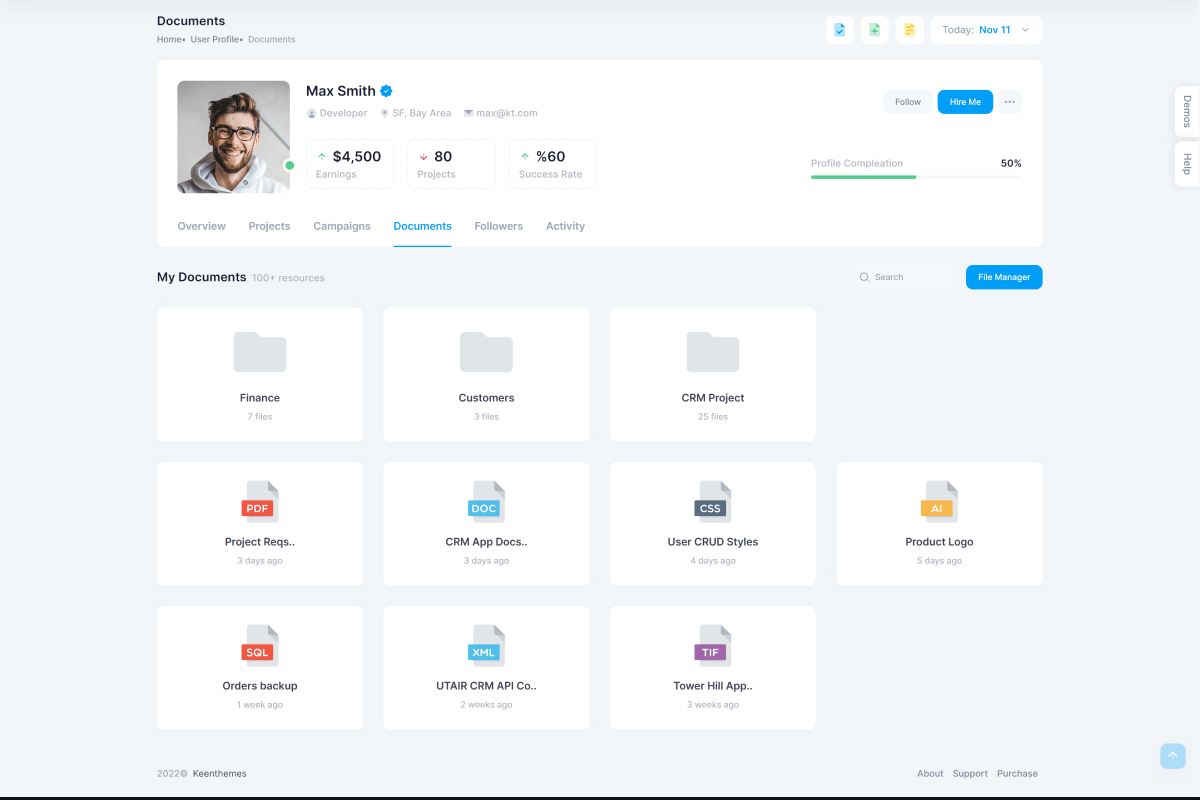 Documents
Home• User Profile• Documents
Today: Nov 11
Max Smith
Developer SF, Bay Area max@kt.com
Follow Hire Me
$4,500
Earnings
80
Projects
%60
Success Rate
Profile Compleation 50%
Overview Projects Campaigns Documents Followers Activity
Demos
Help
My Documents 100+ resources
Search
File Manager
Finance
7 files
Customers
3 files
CRM Project
25 files
PDF
Project Reqs..
3 days ago
DOC
CRM App Docs..
3 days ago
CSS
User CRUD Styles
4 days ago
AI
Product Logo
5 days ago
SQL
Orders backup
1 week ago
XML
UTAIR CRM API Co..
2 weeks ago
TIF
Tower Hill App..
3 weeks ago
2022© Keenthemes
About Support Purchase